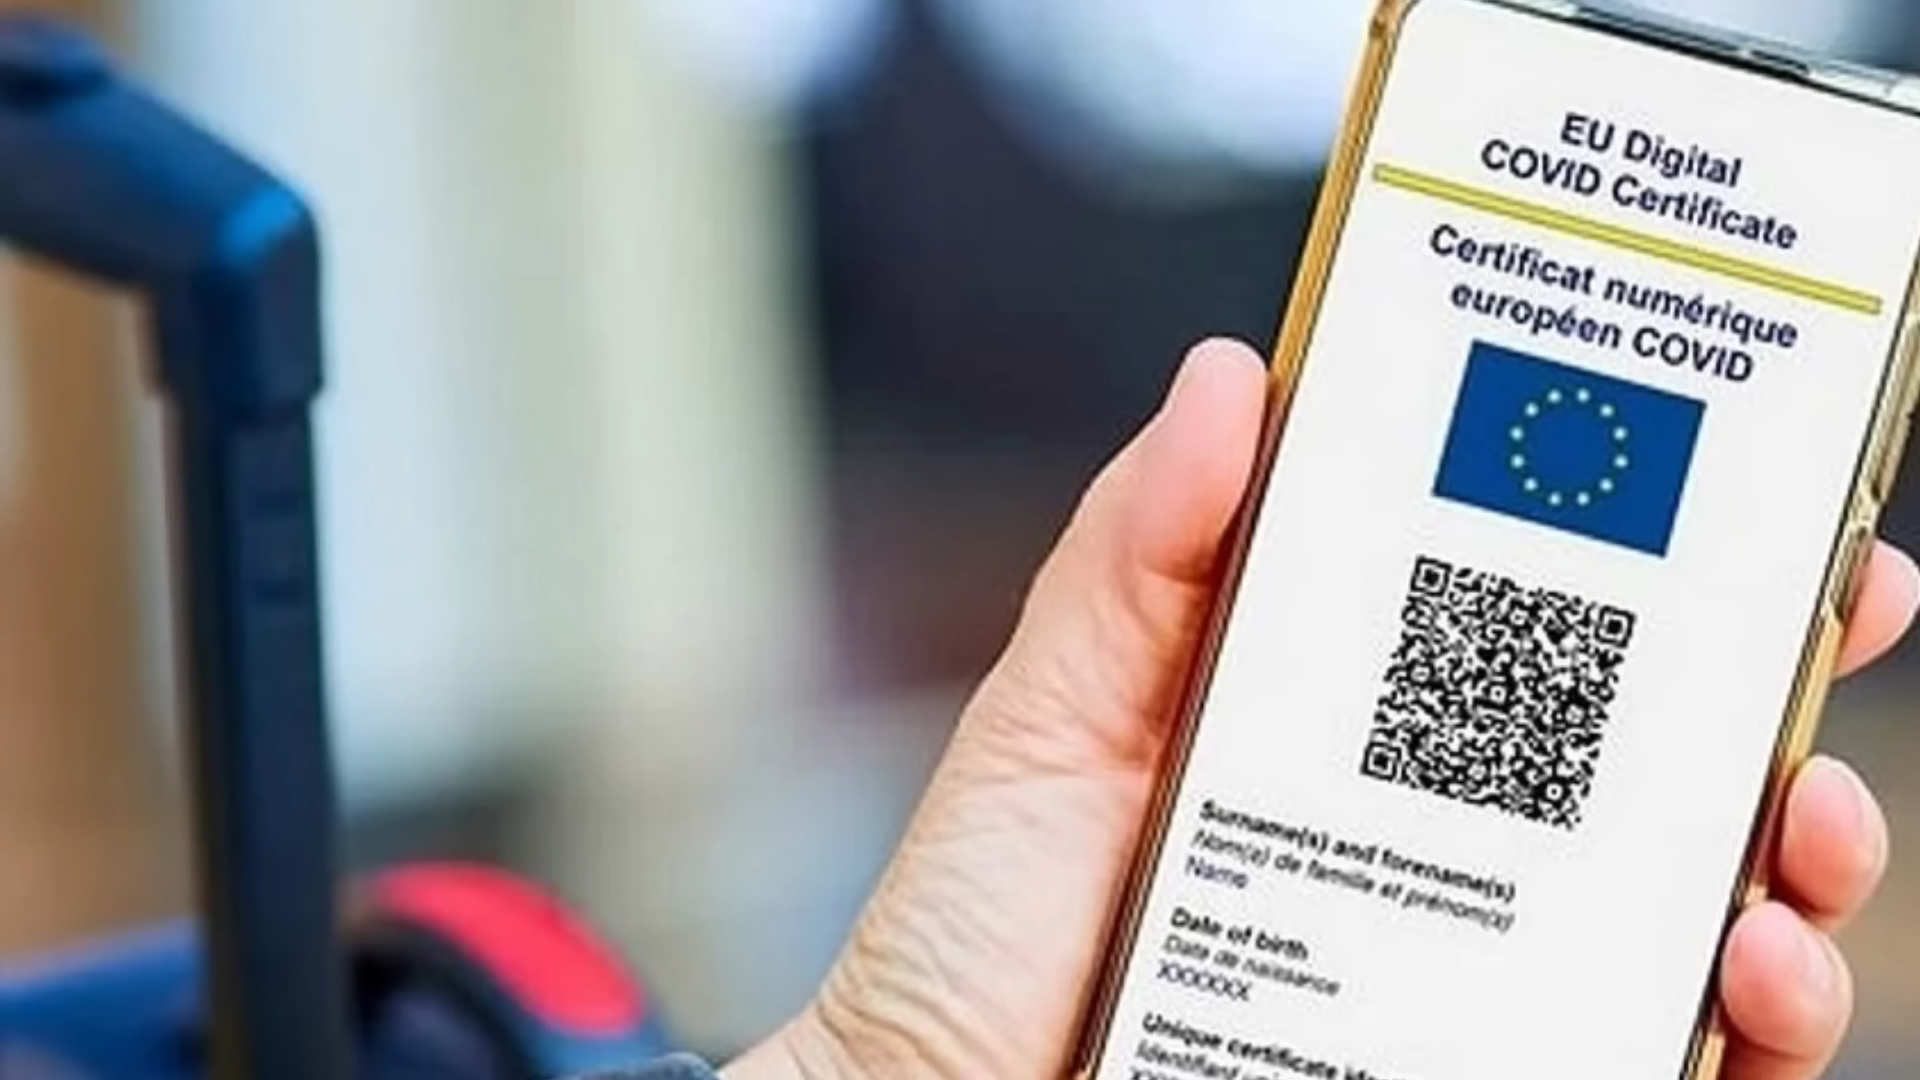 EU Digital
COVID Certificate
Certificat numérique
européen COVID
Surname(s) and forename(s)
Nom(s) de famille et prénom(s)
Name
Date of birth
Date de naissance
XXXXXX
Unique certificate
Identifiant